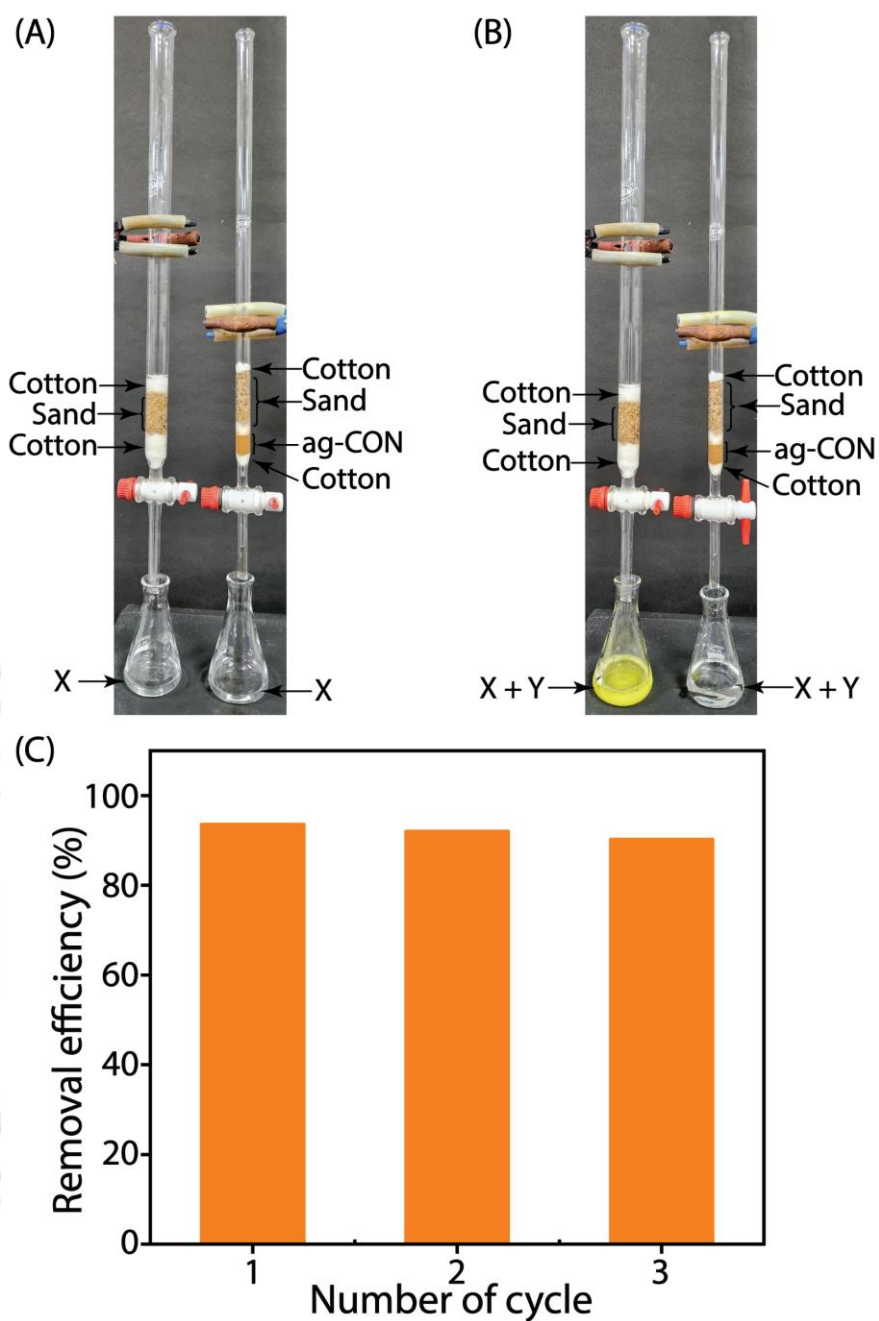 (A)
Cotton
Sand
Cotton
Cotton
Sand
ag-CON
Cotton
X
X
(B)
Cotton
Sand
Cotton
Cotton
Sand
ag-CON
Cotton
X + Y
X + Y
(C)
Removal efficiency (%)
100
80
60
40
20
0
1
2
3
Number of cycle